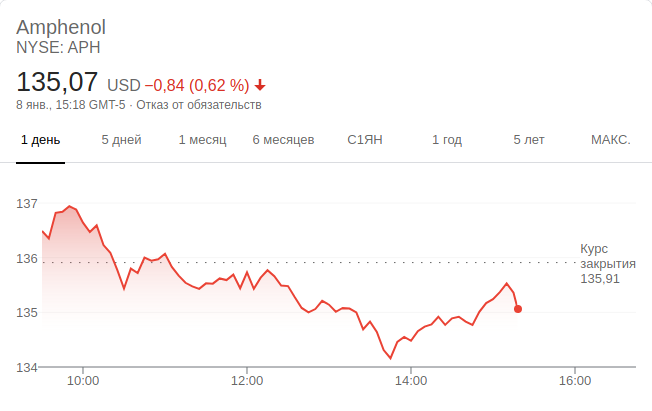 Amphenol
NYSE: APH
135,07 USD −0,84 (0,62 %)
8 янв., 15:18 GMT-5 · Отказ от обязательств
1 день 5 дней 1 месяц 6 месяцев С1ЯН 1 год 5 лет МАКС.
137
136
135
134
Курс
закрытия
135,91
10:00 12:00 14:00 16:00